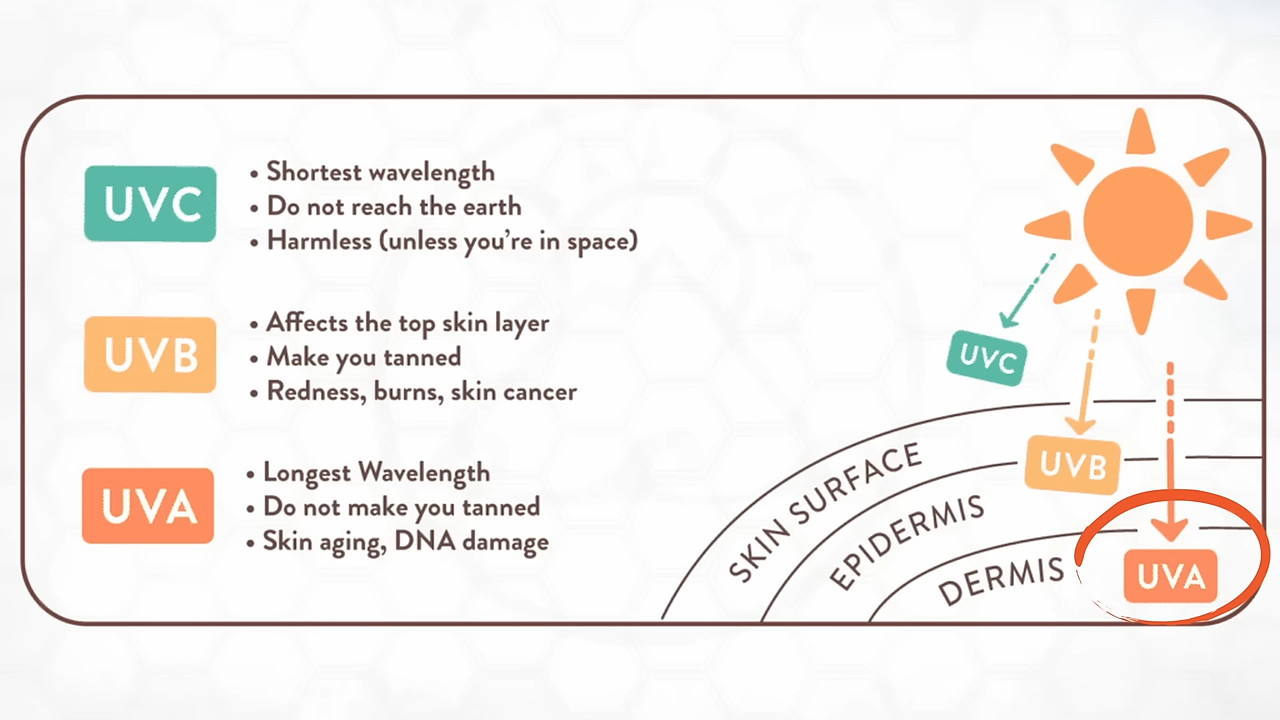 UVC
• Shortest wavelength
• Do not reach the earth
• Harmless (unless you're in space)
UVB
• Affects the top skin layer
• Make you tanned
• Redness, burns, skin cancer
UVA
• Longest Wavelength
• Do not make you tanned
• Skin aging, DNA damage
UVC
UVB
UVA
SKIN SURFACE
EPIDERMIS
DERMIS